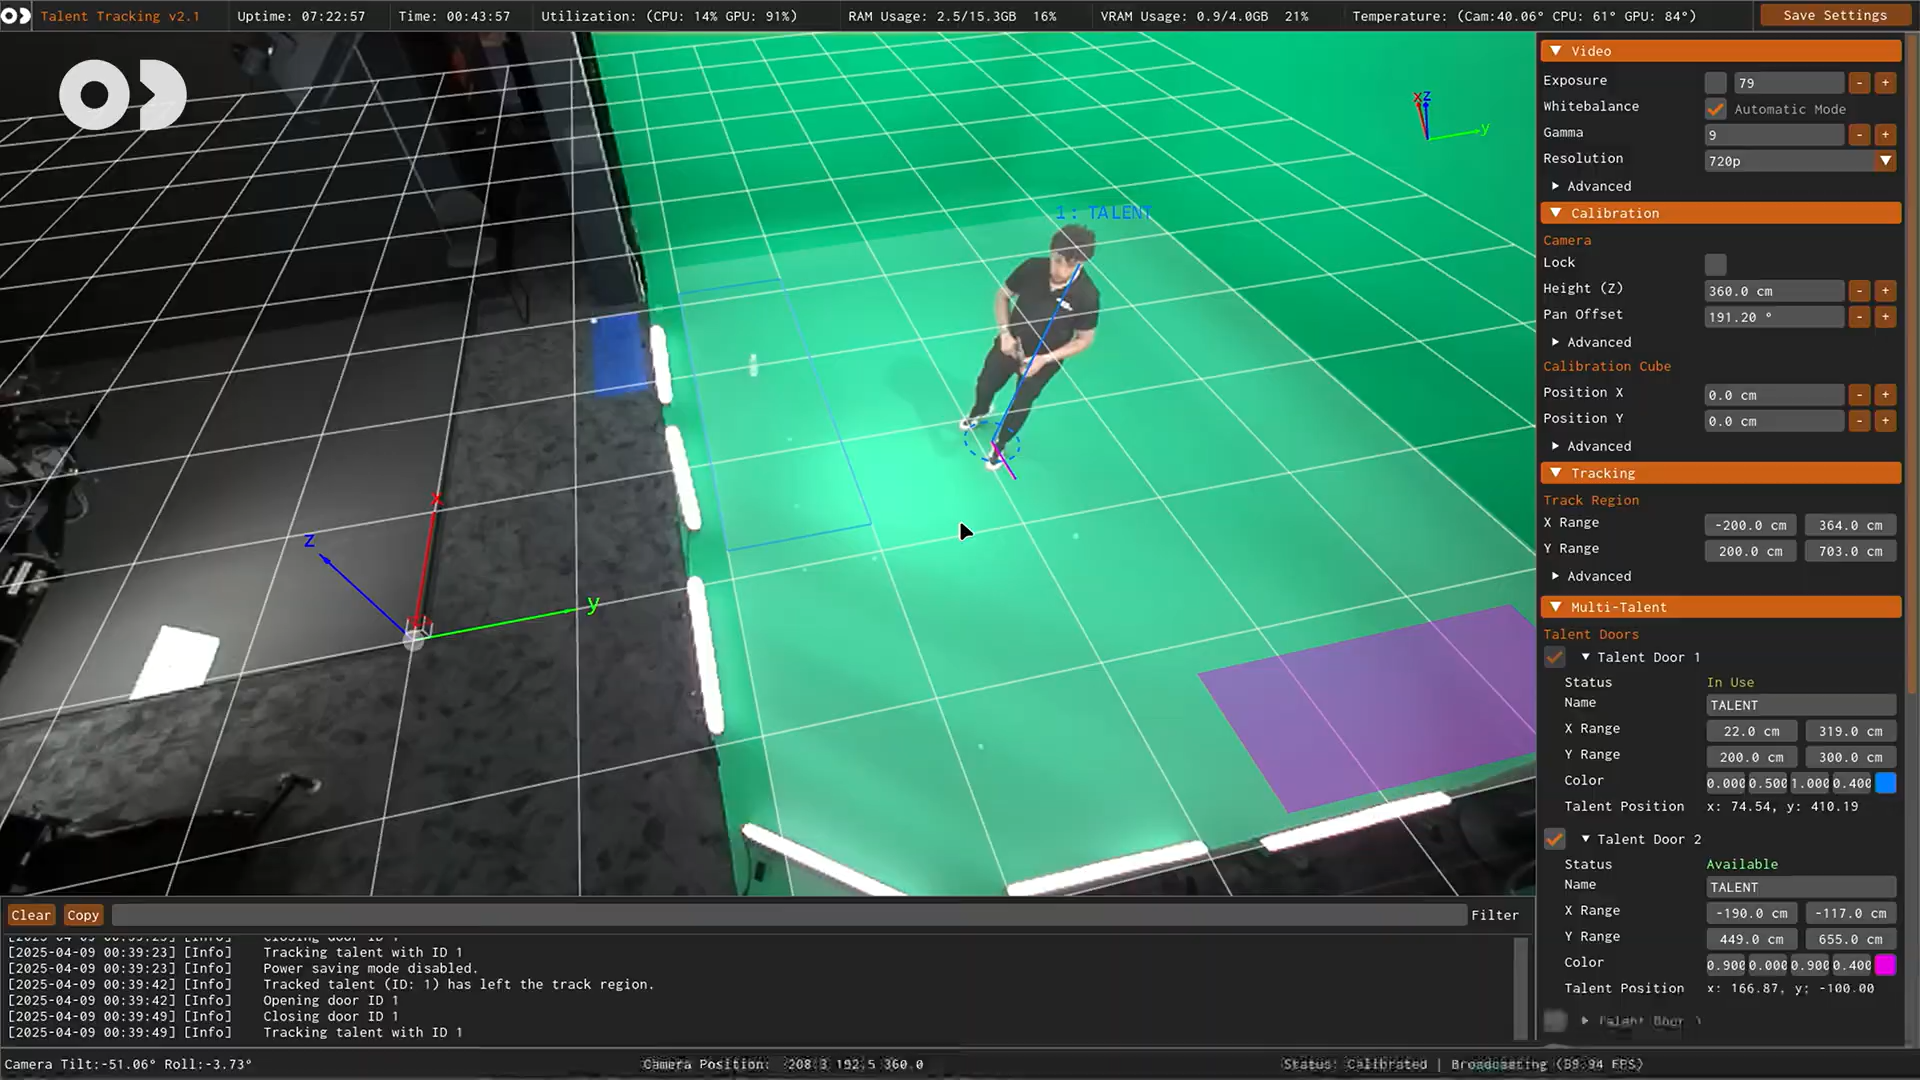 Talent Tracking v2.1
Uptime: 07:22:57
Time: 00:43:57
Utilization: (CPU: 14% GPU: 91%)
RAM Usage: 2.5/15.3GB 16%
VRAM Usage: 0.9/4.0GB 21%
Temperature: (Cam:40.06° CPU: 61° GPU: 84°)
Save Settings
x z
y
1: TALENT
x
z
y
Video
Exposure 79 - +
Whitebalance Automatic Mode
Gamma 9 - +
Resolution 720p
Advanced
Calibration
Camera
Lock
Height (Z) 360.0 cm - +
Pan Offset 191.20 ° - +
Advanced
Calibration Cube
Position X 0.0 cm - +
Position Y 0.0 cm - +
Advanced
Tracking
Track Region
X Range -200.0 cm 364.0 cm
Y Range 200.0 cm 703.0 cm
Advanced
Multi-Talent
Talent Doors
Talent Door 1
Status In Use
Name TALENT
X Range 22.0 cm 319.0 cm
Y Range 200.0 cm 300.0 cm
Color 0.000 0.500 1.000 0.400
Talent Position x: 74.54, y: 410.19
Talent Door 2
Status Available
Name TALENT
X Range -190.0 cm -117.0 cm
Y Range 449.0 cm 655.0 cm
Color 0.900 0.000 0.900 0.400
Talent Position x: 166.87, y: -100.00
Talent Door
Clear Copy Filter
[2025-04-09 00:39:23] [Info] Closing door ID 1
[2025-04-09 00:39:23] [Info] Tracking talent with ID 1
[2025-04-09 00:39:23] [Info] Power saving mode disabled.
[2025-04-09 00:39:42] [Info] Tracked talent (ID: 1) has left the track region.
[2025-04-09 00:39:42] [Info] Opening door ID 1
[2025-04-09 00:39:49] [Info] Closing door ID 1
[2025-04-09 00:39:49] [Info] Tracking talent with ID 1
Camera Tilt:-51.06° Roll:-3.73°
Camera Position: 208.3 192.5 360.0
Status: Calibrated | Broadcasting (59.94 FPS)